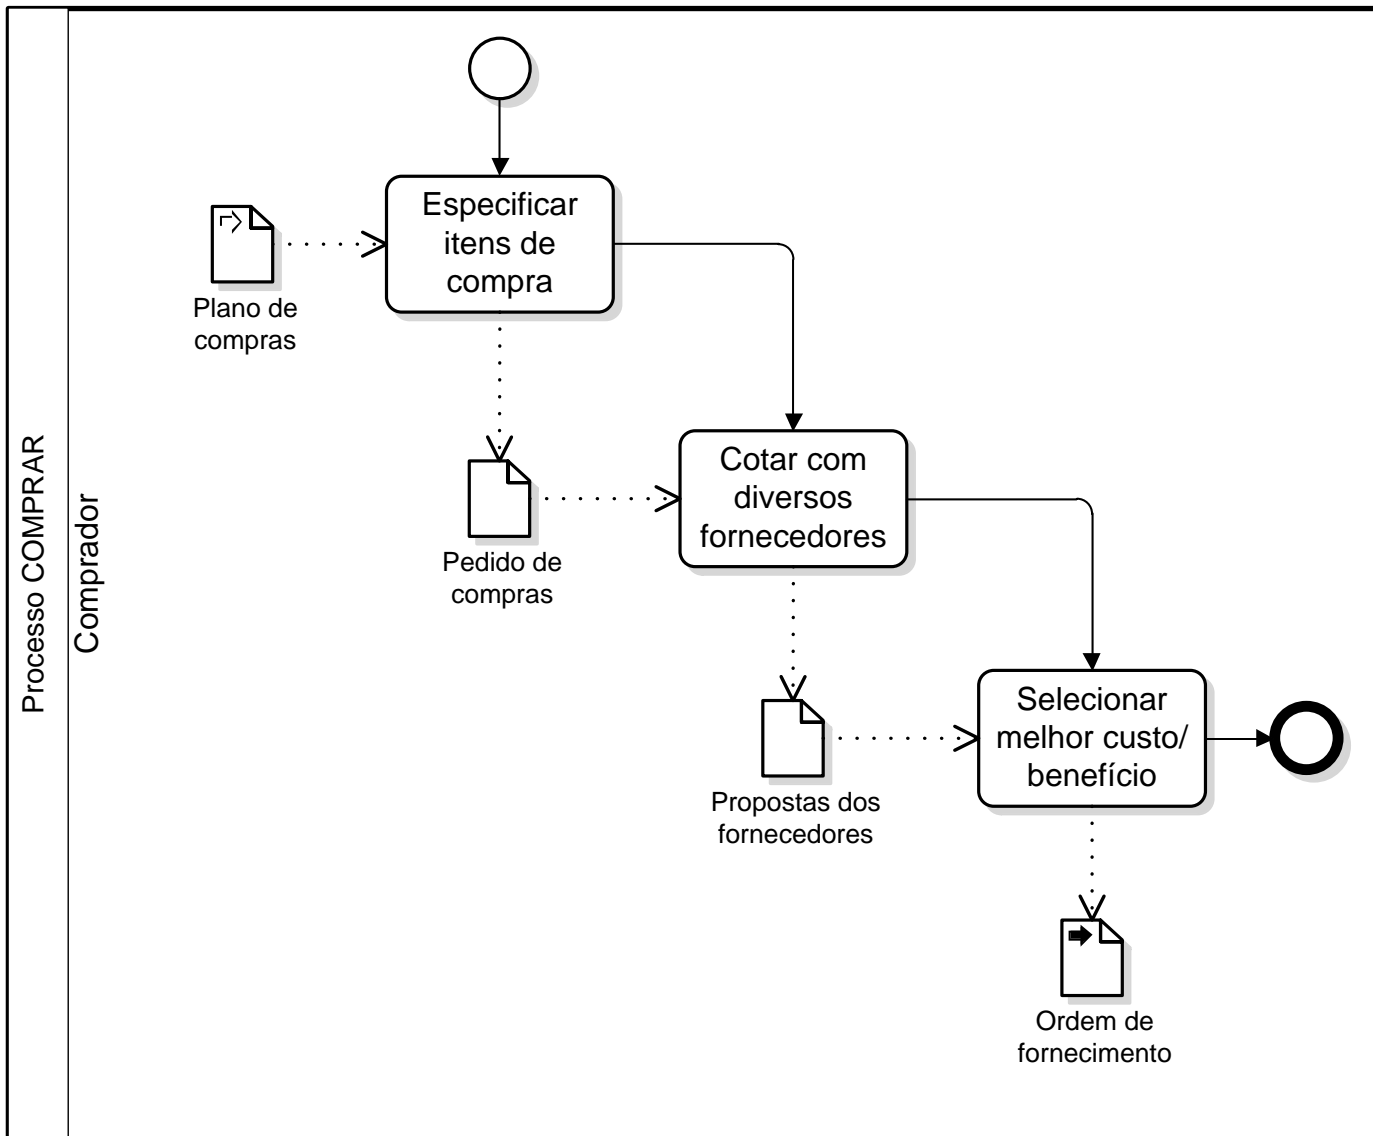 Processo COMPRAR
Comprador
Especificar
itens de
compra
Plano de
compras
Cotar com
diversos
fornecedores
Pedido de
compras
Selecionar
melhor custo/
benefício
Propostas dos
fornecedores
Ordem de
fornecimento